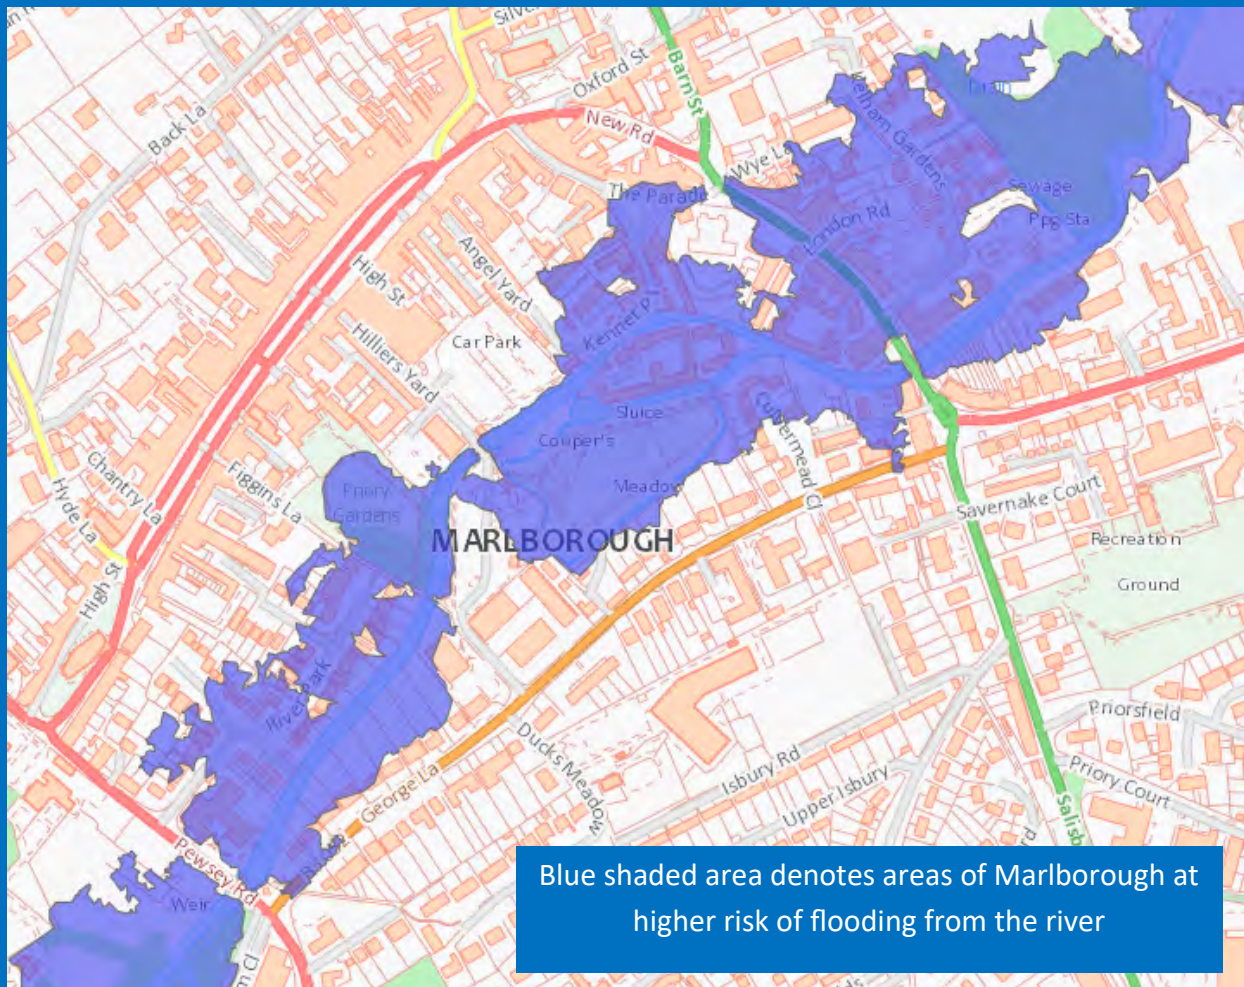 Silver
Oxford St
Barn St
New Rd
Back La
Wye La
The Parade
Elham Gardens
Drain
Sewage
Ppg Sta
London Rd
Angel Yard
High St
Hilliers Yard
Car Park
Kennet Pl
Sluice
Cooper's
Meadow
Culvermead Cl
Chantry La
Hyde La
Figgins La
Priory
Gardens
MARLBOROUGH
Savernake Court
Recreation
Ground
High St
River Park
Ducks Meadow
George La
Isbury Rd
Upper Isbury
Priorsfield
Priory Court
Salisb
Pewsey Rd
Weir
m Cl
Blue shaded area denotes areas of Marlborough at
higher risk of flooding from the river